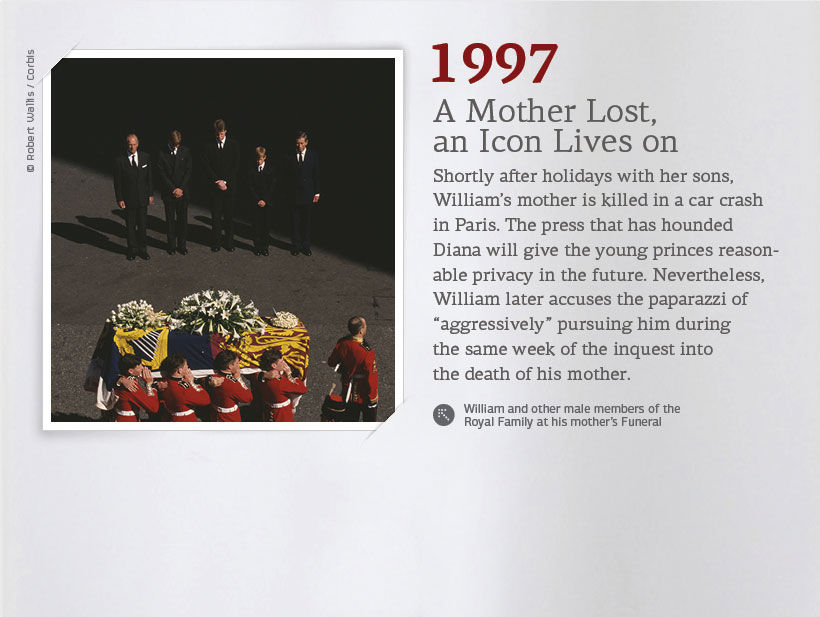 © Robert Wallis / Corbis
1997
A Mother Lost,
an Icon Lives on
Shortly after holidays with her sons,
William's mother is killed in a car crash
in Paris. The press that has hounded
Diana will give the young princes reason-
able privacy in the future. Nevertheless,
William later accuses the paparazzi of
“aggressively” pursuing him during
the same week of the inquest into
the death of his mother.
William and other male members of the
Royal Family at his mother's Funeral